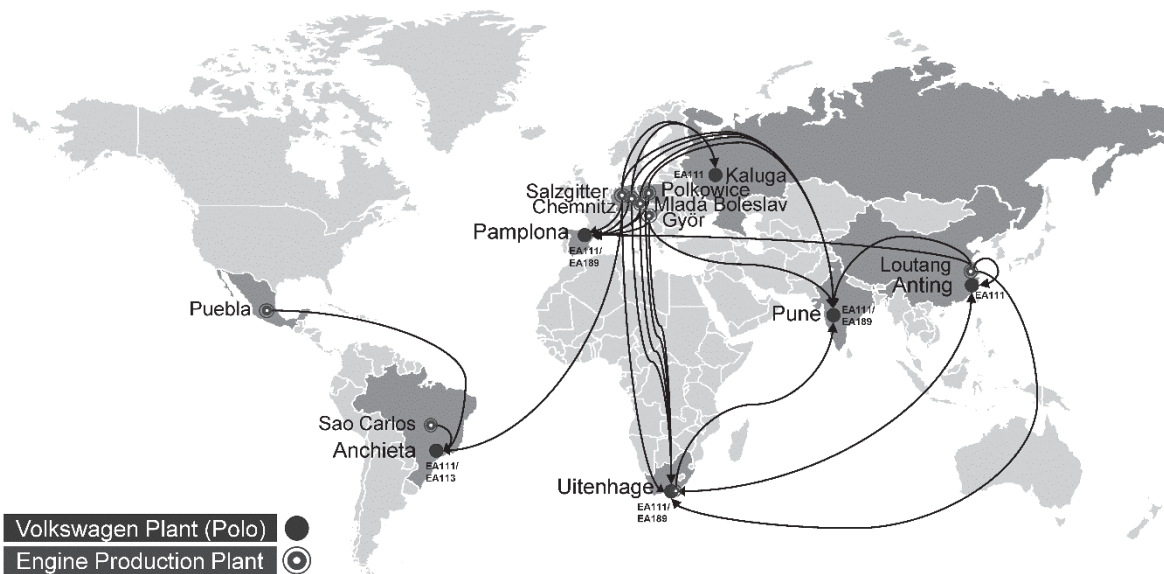 EA111
Kaluga
Salzgitter
Polkowice
Chemnitz
Mladá Boleslav
Györ
Pamplona
EA111/
EA189
Loutang
Anting
EA111
Puebla
Pune
EA111/
EA189
Sao Carlos
Anchieta
EA111/
EA113
Uitenhage
EA111/
EA189
Volkswagen Plant (Polo)
Engine Production Plant